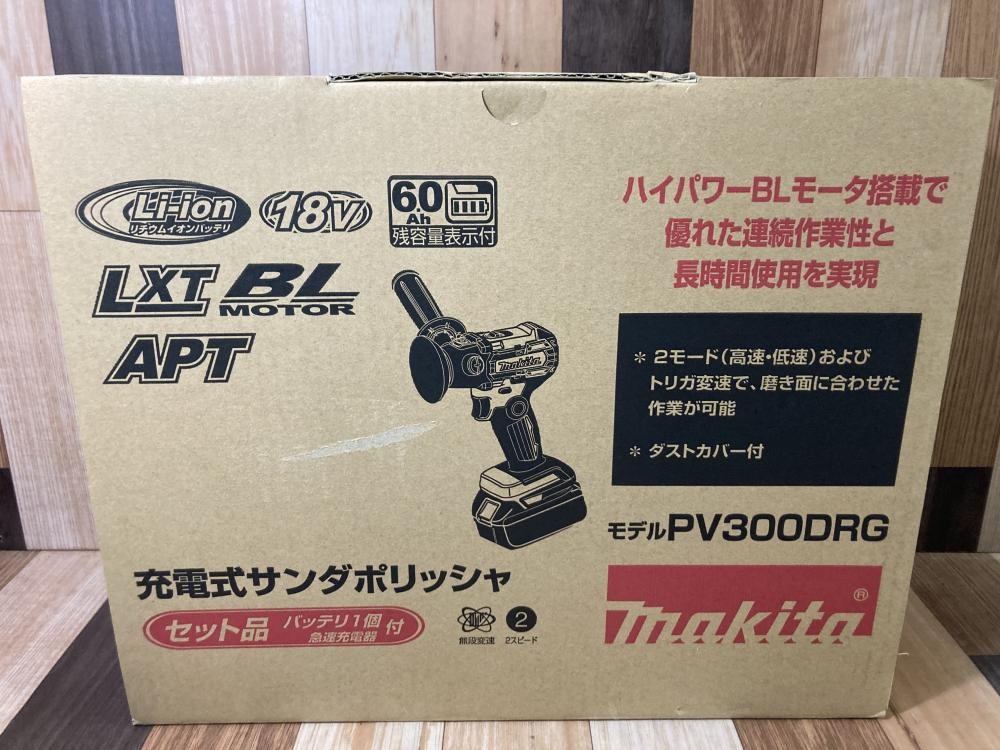 Li-ion
リチウムイオンバッテリ
18V
6.0
Ah
残容量表示付
LXT
BL
MOTOR
APT
ハイパワーBLモータ搭載で
優れた連続作業性と
長時間使用を実現
makita
＊ 2モード（高速・低速）および
トリガ変速で、磨き面に合わせた
作業が可能
＊ ダストカバー付
モデルPV300DRG
充電式サンダポリッシャ
セット品
バッテリ1個
急速充電器
付
無段変速
2
2スピード
makita®